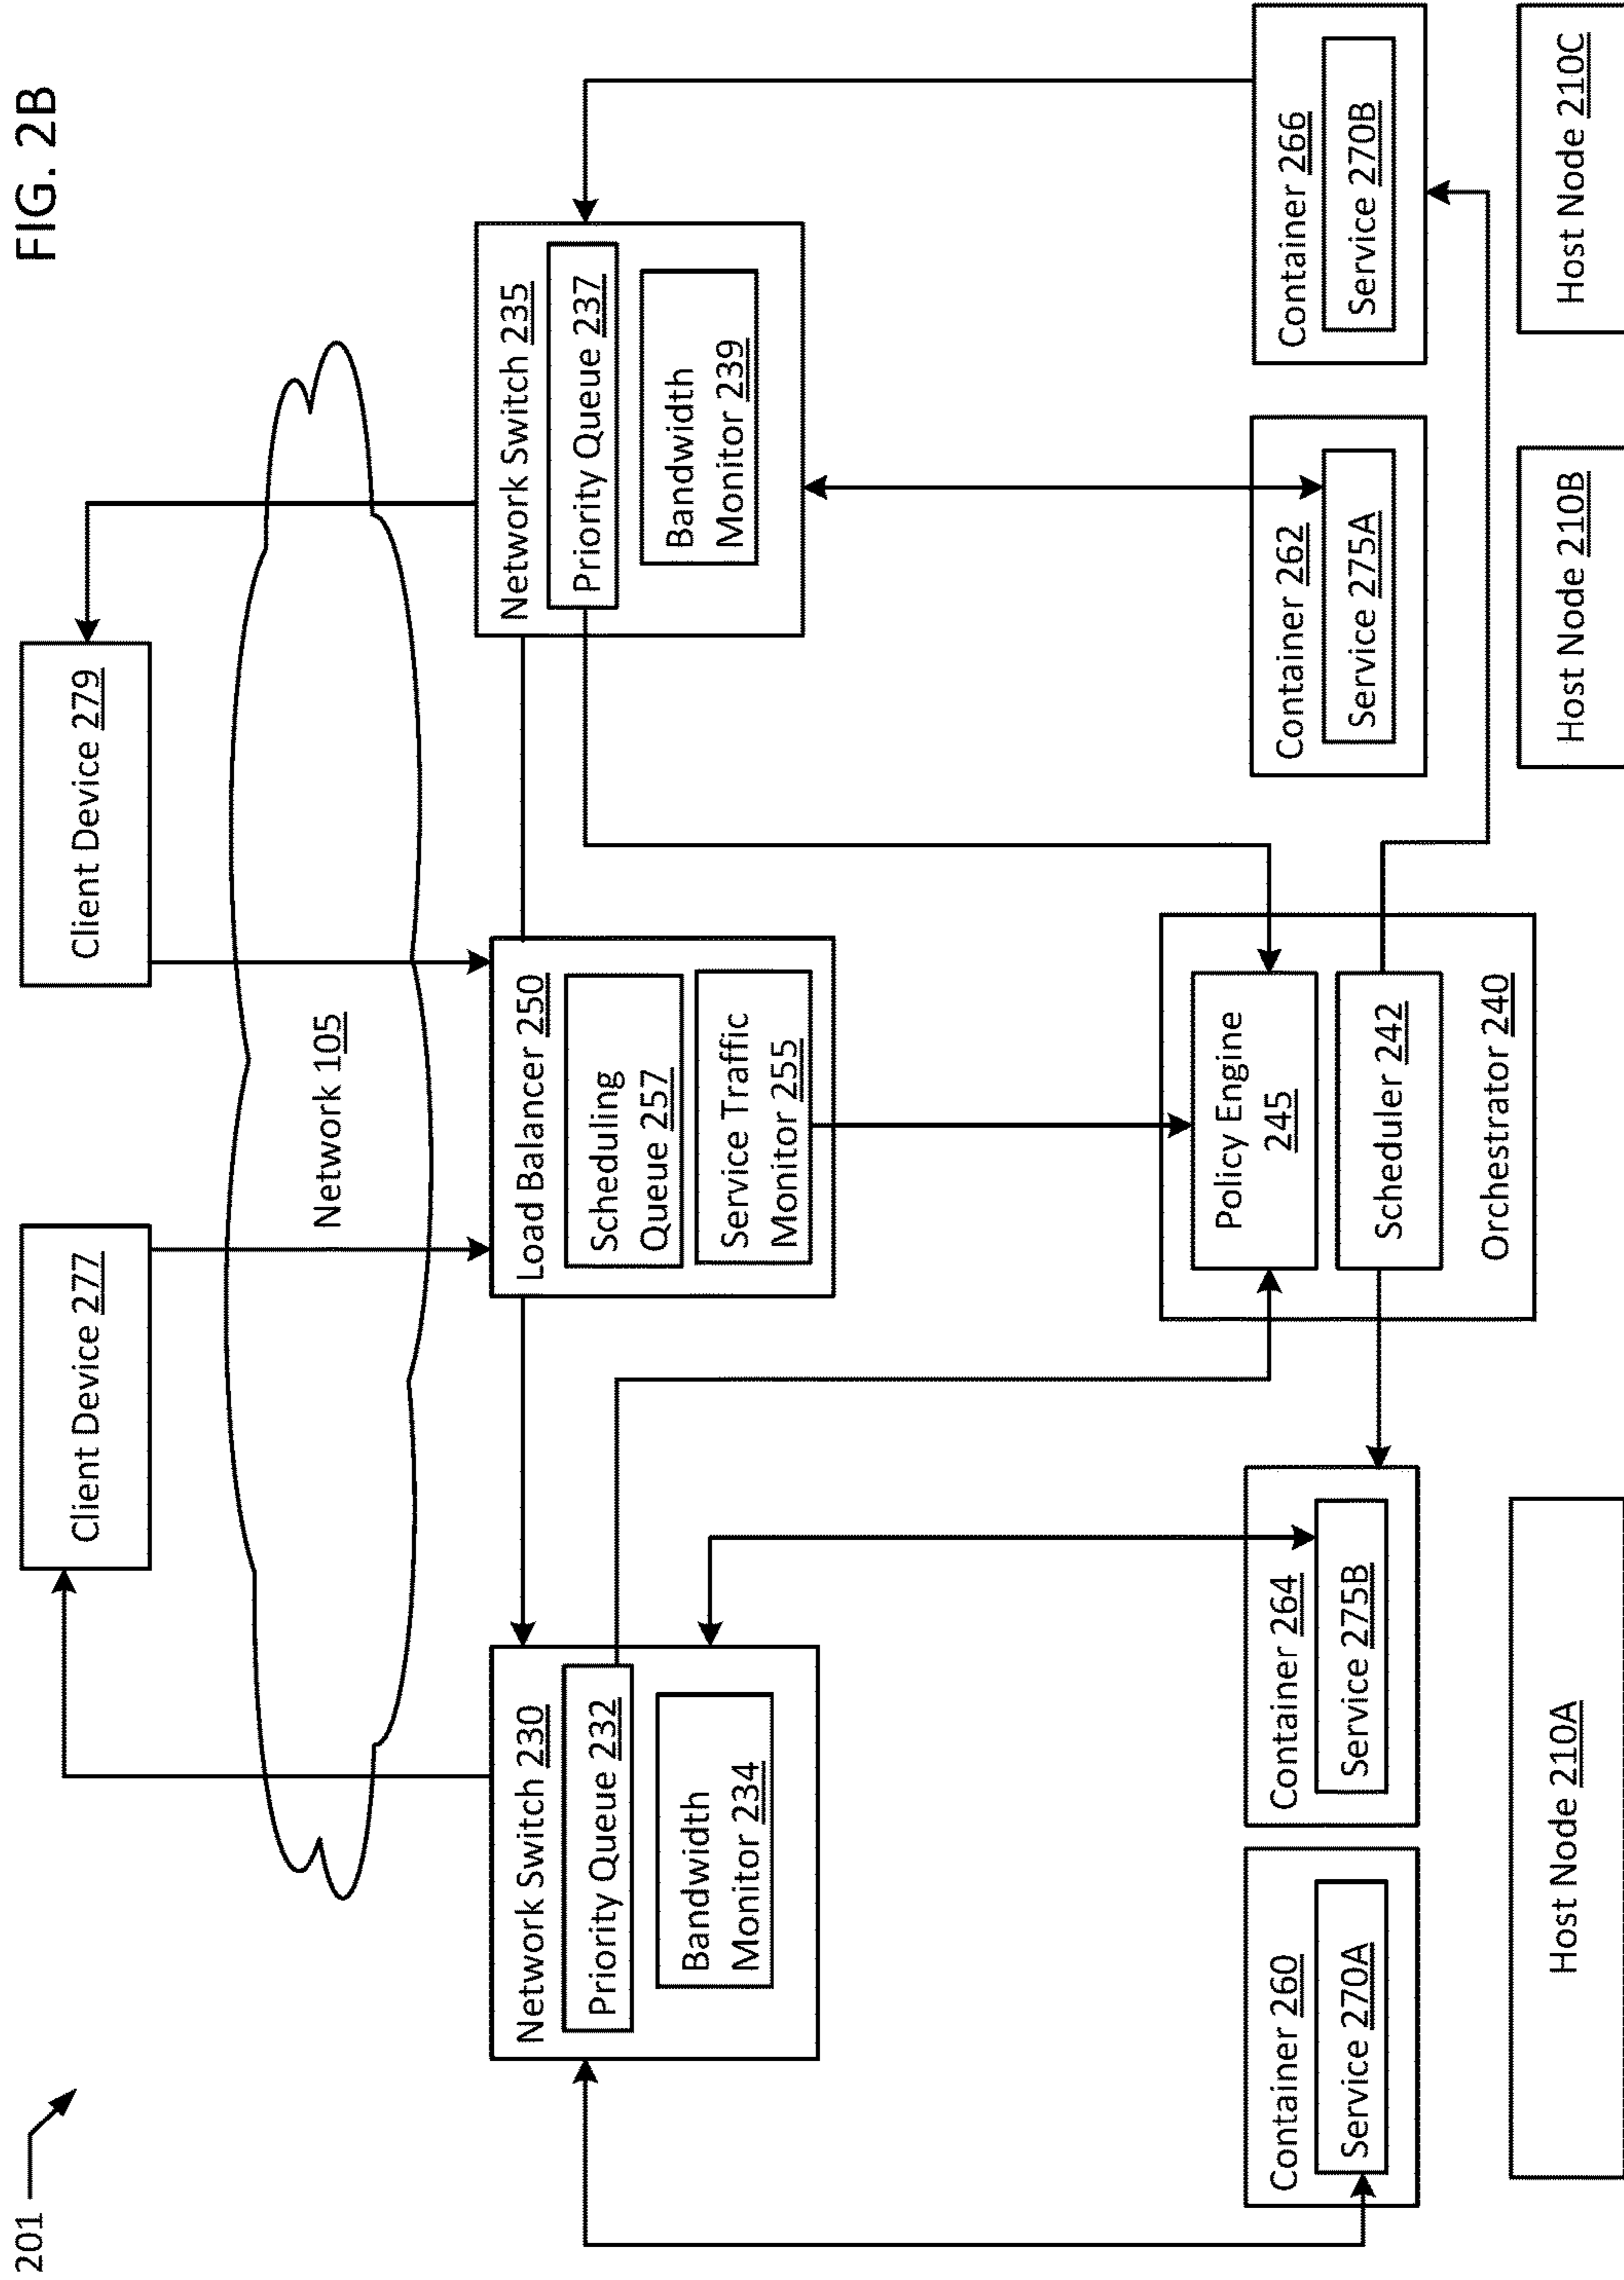 201
FIG. 2B
Client Device 277
Client Device 279
Network 105
Network Switch 230
Priority Queue 232
Bandwidth
Monitor 234
Load Balancer 250
Scheduling
Queue 257
Service Traffic
Monitor 255
Network Switch 235
Priority Queue 237
Bandwidth
Monitor 239
Container 260
Service 270A
Container 264
Service 275B
Policy Engine
245
Scheduler 242
Orchestrator 240
Container 262
Service 275A
Container 266
Service 270B
Host Node 210A
Host Node 210B
Host Node 210C